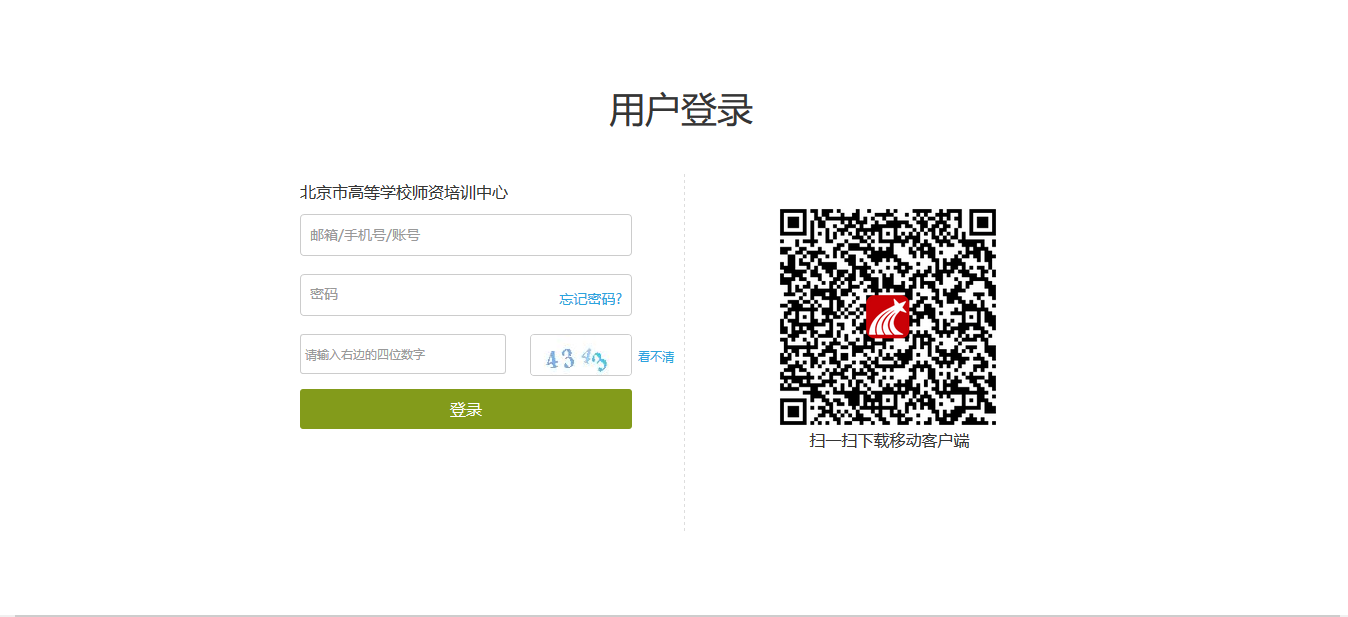 用户登录
北京市高等学校师资培训中心
邮箱/手机号/账号
密码
忘记密码?
请输入右边的四位数字
4343
看不清
登录
扫一扫下载移动客户端